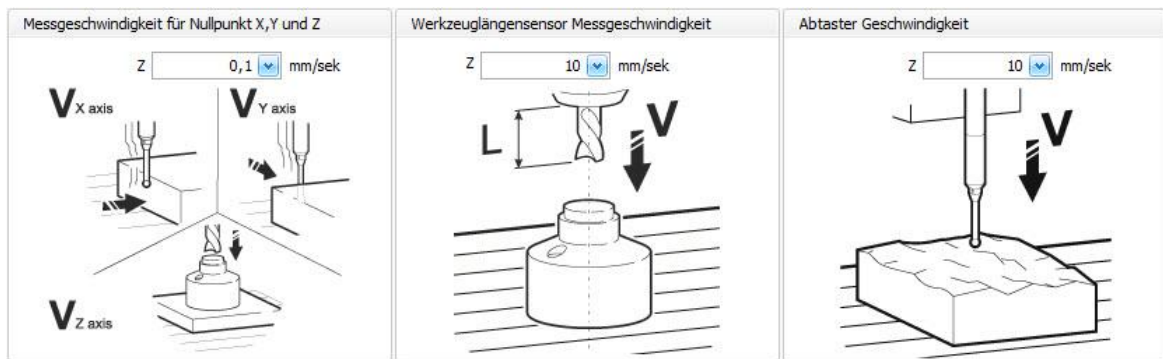 Messgeschwindigkeit für Nullpunkt X,Y und Z
Z 0,1 mm/sek
V X axis
V Y axis
V Z axis
Werkzeuglängensensor Messgeschwindigkeit
Z 10 mm/sek
L
V
Abtaster Geschwindigkeit
Z 10 mm/sek
V